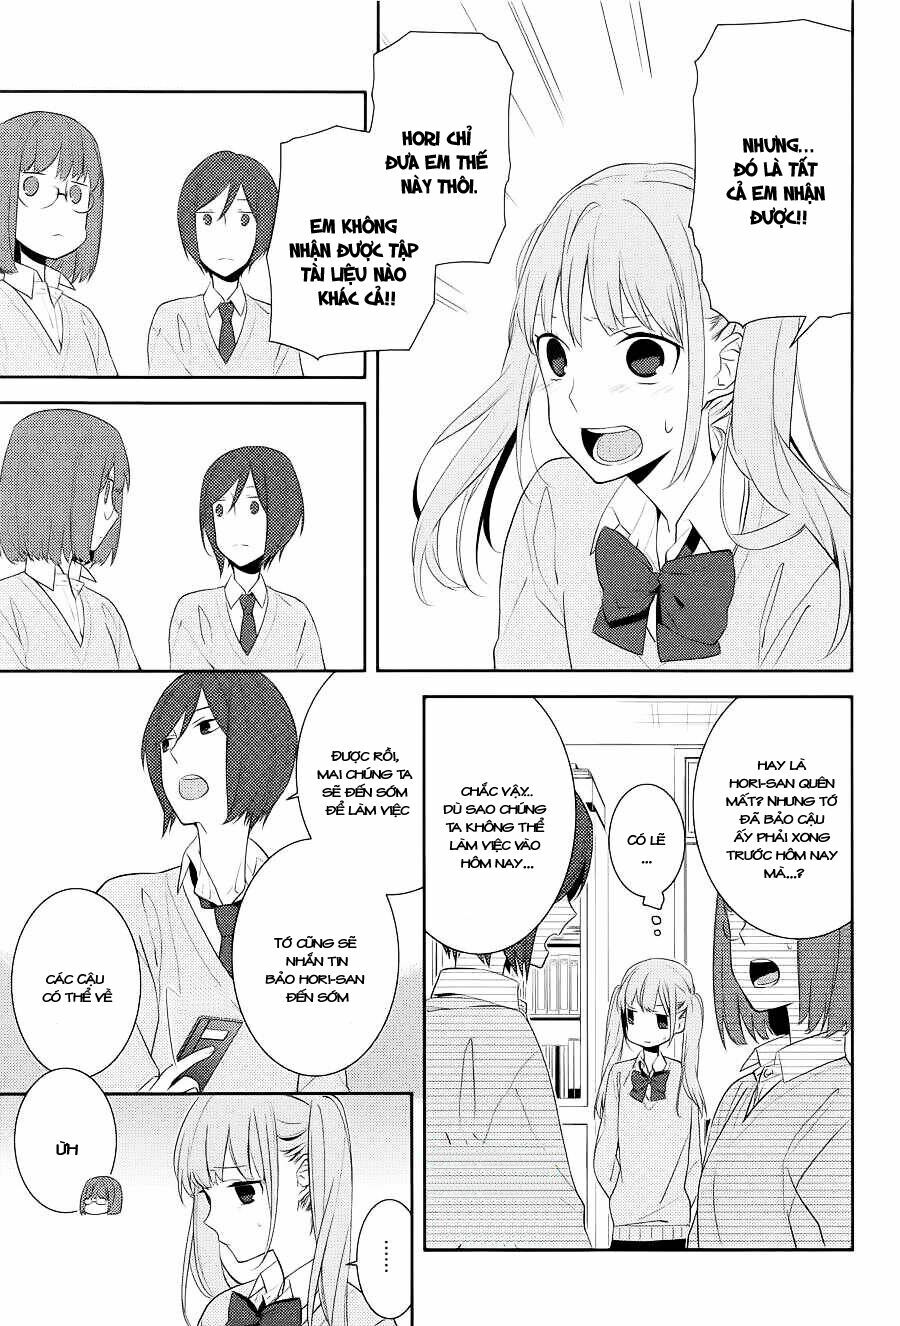 NHƯNG...
ĐÓ LÀ TẤT
CẢ EM NHẬN
ĐƯỢC!!
HORI CHỈ
ĐƯA EM THẾ
NÀY THÔI.
EM KHÔNG
NHẬN ĐƯỢC TẬP
TÀI LIỆU NÀO
KHÁC CẢ!!
HAY LÀ
HORI-SAN QUÊN
MẤT? NHƯNG TỚ
ĐÃ BẢO CẬU
ẤY PHẢI XONG
TRƯỚC HÔM NAY
MÀ...?
CÓ LẼ
...
CHẮC VẬY..
DÙ SAO CHÚNG
TA KHÔNG THỂ
LÀM VIỆC VÀO
HÔM NAY...
ĐƯỢC RỒI,
MAI CHÚNG TA
SẼ ĐẾN SỚM
ĐỂ LÀM VIỆC
TỚ CŨNG SẼ
NHẮN TIN
BẢO HORI-SAN
ĐẾN SỚM
CÁC CẬU
CÓ THỂ VỀ
ỪH
........